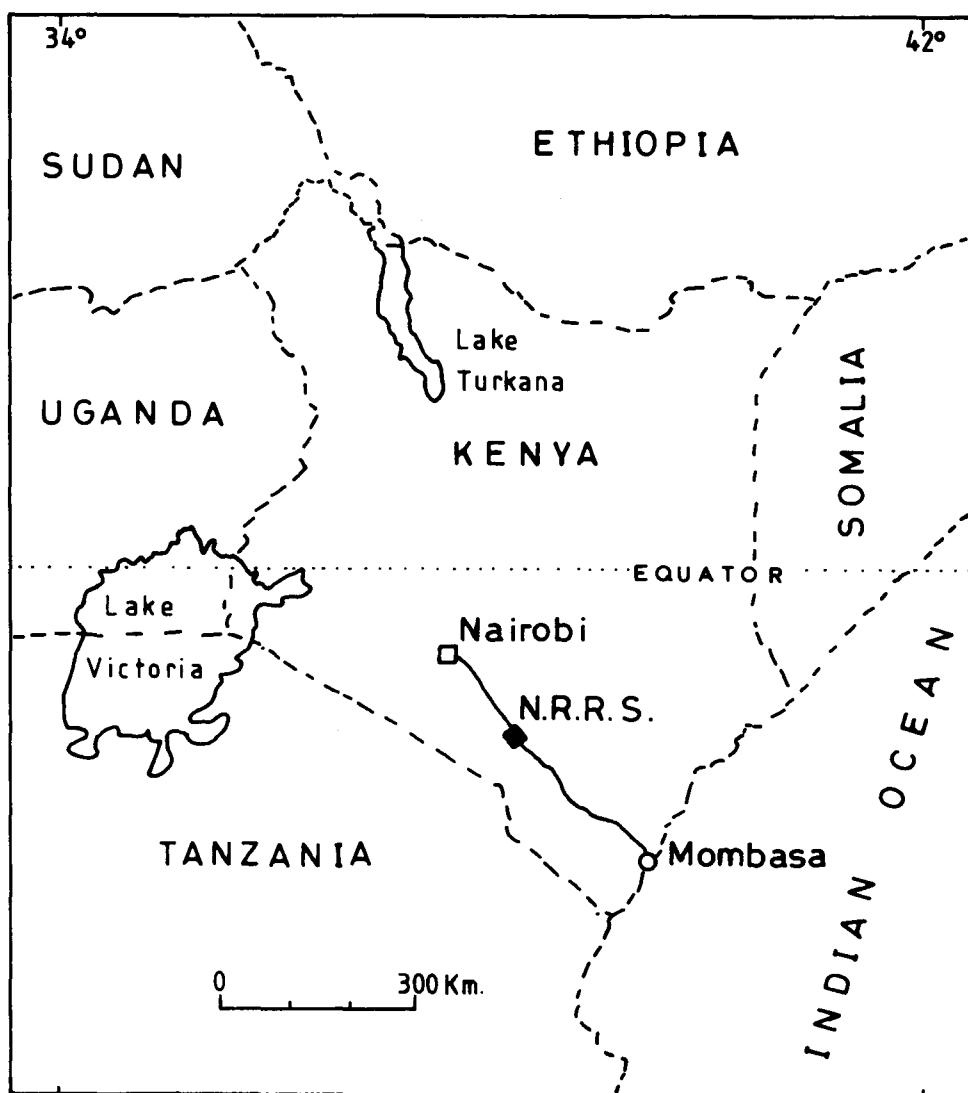 34°
42°
SUDAN
ETHIOPIA
Lake
Turkana
UGANDA
KENYA
SOMALIA
EQUATOR
Lake
Victoria
Nairobi
N.R.R.S.
TANZANIA
Mombasa
INDIAN OCEAN
0
300 Km.